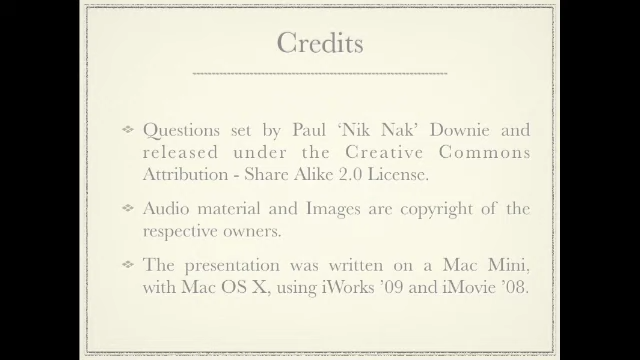 Credits
Questions set by Paul ‘Nik Nak’ Downie and
released under the Creative Commons
Attribution - Share Alike 2.0 License.
Audio material and Images are copyright of the
respective owners.
The presentation was written on a Mac Mini,
with Mac OS X, using iWorks ’09 and iMovie ’08.